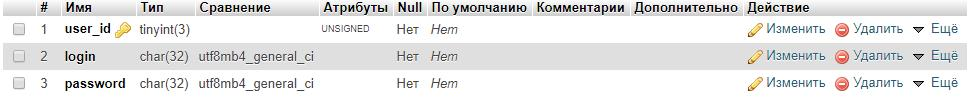 # Имя Тип Сравнение Атрибуты Null По умолчанию Комментарии Дополнительно Действие
1 user_id tinyint(3) UNSIGNED Нет Нет Изменить Удалить Ещё
2 login char(32) utf8mb4_general_ci Нет Нет Изменить Удалить Ещё
3 password char(32) utf8mb4_general_ci Нет Нет Изменить Удалить Ещё